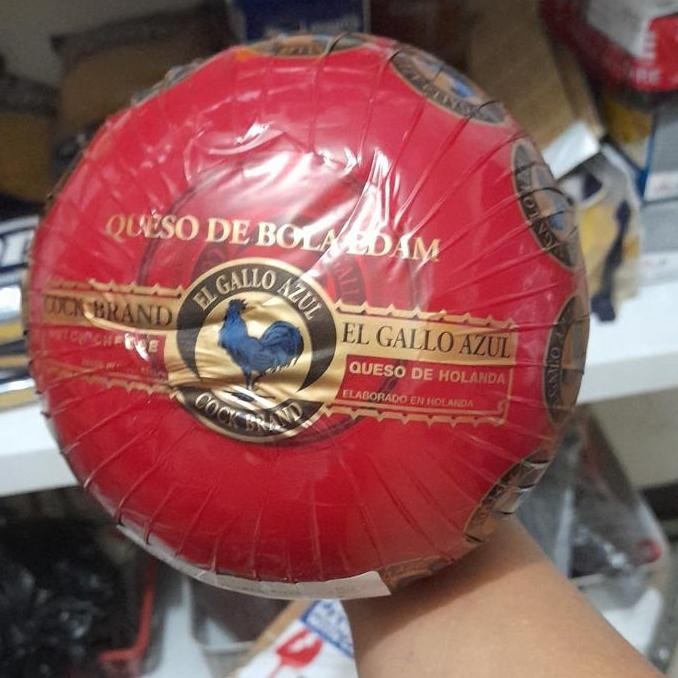 QUESO DE BOLA EDAM
COCK BRAND
EL GALLO AZUL
COCK BRAND
EL GALLO AZUL
QUESO DE HOLANDA
ELABORADO EN HOLANDA